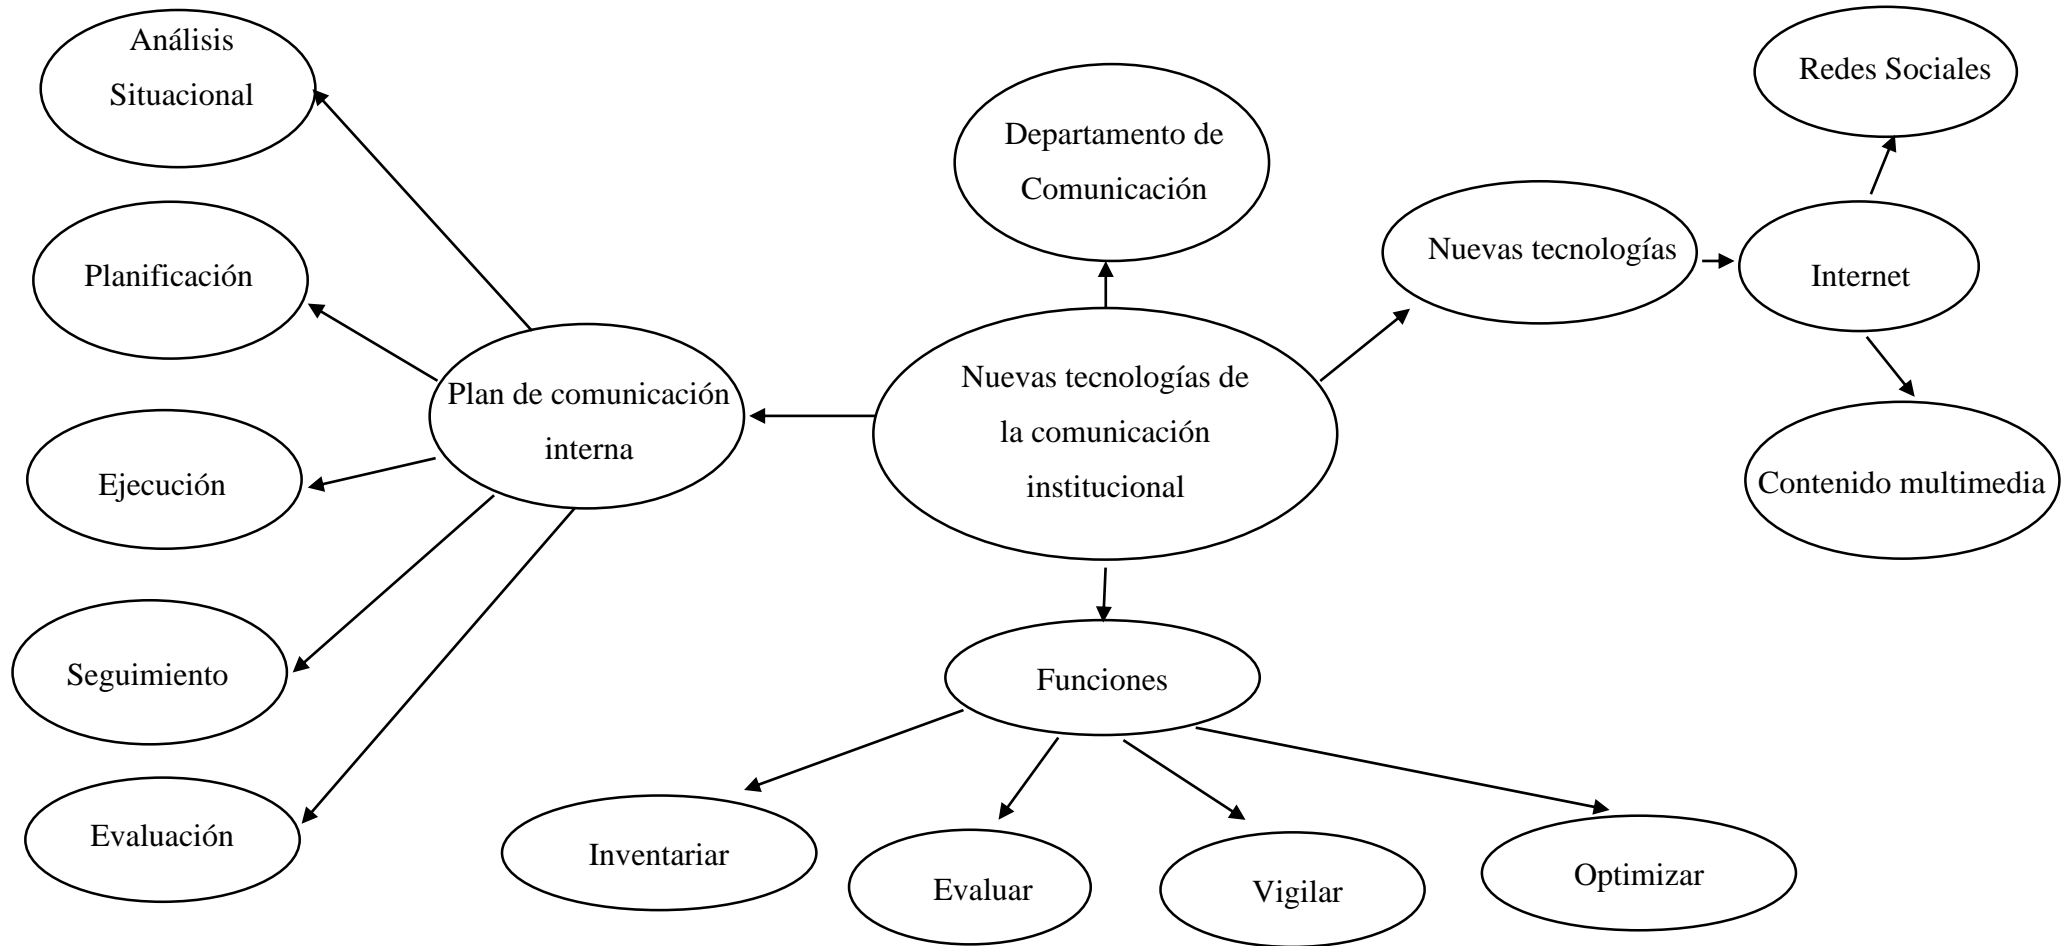 Análisis
Situacional
Redes Sociales
Departamento de
Comunicación
Nuevas tecnologías
Internet
Planificación
Plan de comunicación
interna
Nuevas tecnologías de
la comunicación
institucional
Ejecución
Contenido multimedia
Seguimiento
Funciones
Evaluación
Inventariar
Evaluar
Vigilar
Optimizar